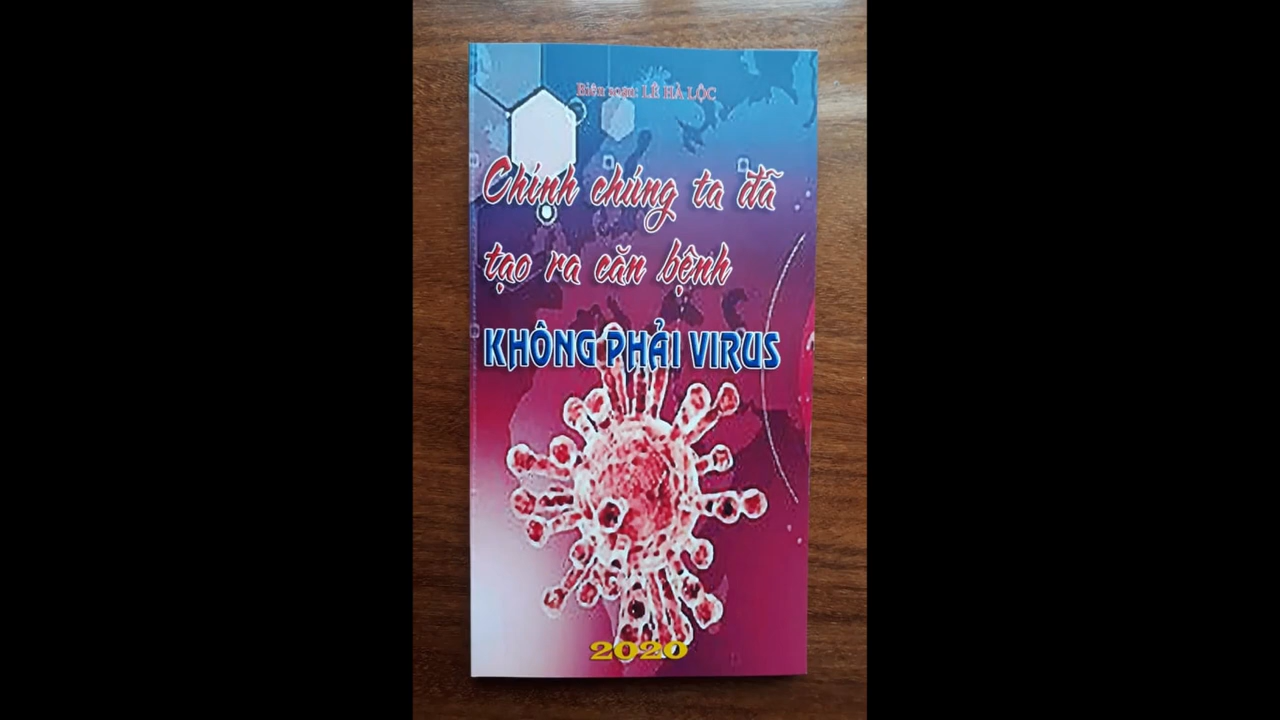 Biên soạn: LÊ HÀ LỘC
Chính chúng ta đã
tạo ra căn bệnh
KHÔNG PHẢI VIRUS
2020